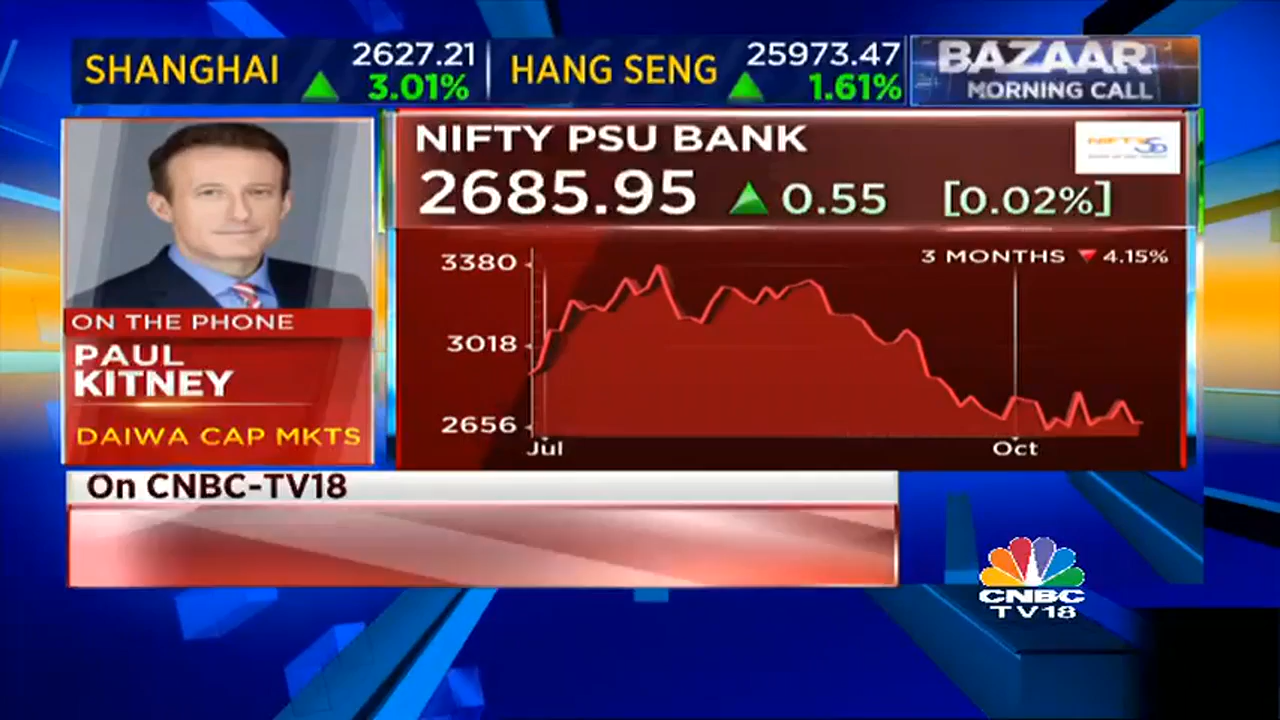 SHANGHAI 2627.21 ▲ 3.01%
HANG SENG 25973.47 ▲ 1.61%
BAZAAR
MORNING CALL
NIFTY PSU BANK
2685.95 ▲ 0.55 [0.02%]
3 MONTHS ▼ 4.15%
3380
3018
2656
Jul Oct
ON THE PHONE
PAUL
KITNEY
DAIWA CAP MKTS
On CNBC-TV18
CNBC
TV18